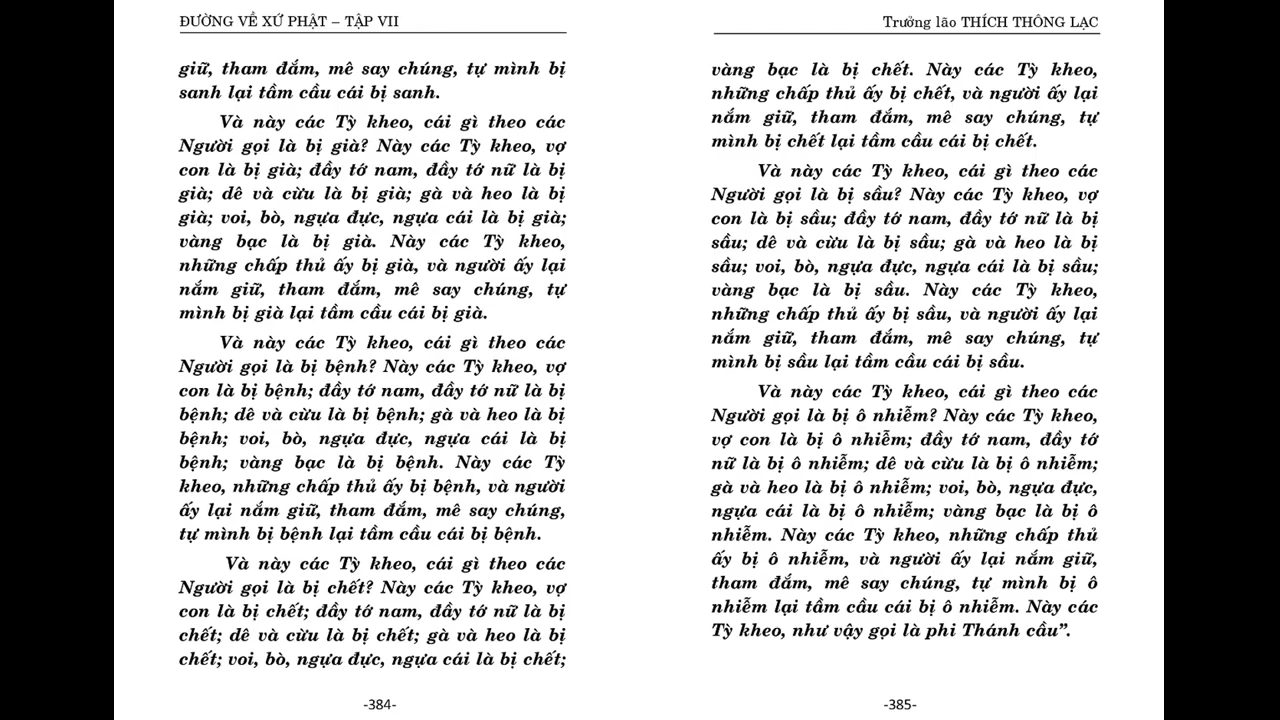 ĐƯỜNG VỀ XỨ PHẬT – TẬP VII
giữ, tham đắm, mê say chúng, tự mình bị
sanh lại tầm cầu cái bị sanh.
Và này các Tỳ kheo, cái gì theo các
Người gọi là bị già? Này các Tỳ kheo, vợ
con là bị già; đầy tớ nam, đầy tớ nữ là bị
già; dê và cừu là bị già; gà và heo là bị
già; voi, bò, ngựa đực, ngựa cái là bị già;
vàng bạc là bị già. Này các Tỳ kheo,
những chấp thủ ấy bị già, và người ấy lại
nắm giữ, tham đắm, mê say chúng, tự
mình bị già lại tầm cầu cái bị già.
Và này các Tỳ kheo, cái gì theo các
Người gọi là bị bệnh? Này các Tỳ kheo, vợ
con là bị bệnh; đầy tớ nam, đầy tớ nữ là bị
bệnh; dê và cừu là bị bệnh; gà và heo là bị
bệnh; voi, bò, ngựa đực, ngựa cái là bị
bệnh; vàng bạc là bị bệnh. Này các Tỳ
kheo, những chấp thủ ấy bị bệnh, và người
ấy lại nắm giữ, tham đắm, mê say chúng,
tự mình bị bệnh lại tầm cầu cái bị bệnh.
Và này các Tỳ kheo, cái gì theo các
Người gọi là bị chết? Này các Tỳ kheo, vợ
con là bị chết; đầy tớ nam, đầy tớ nữ là bị
chết; dê và cừu là bị chết; gà và heo là bị
chết; voi, bò, ngựa đực, ngựa cái là bị chết;
-384-
Trưởng lão THÍCH THÔNG LẠC
vàng bạc là bị chết. Này các Tỳ kheo,
những chấp thủ ấy bị chết, và người ấy lại
nắm giữ, tham đắm, mê say chúng, tự
mình bị chết lại tầm cầu cái bị chết.
Và này các Tỳ kheo, cái gì theo các
Người gọi là bị sầu? Này các Tỳ kheo, vợ
con là bị sầu; đầy tớ nam, đầy tớ nữ là bị
sầu; dê và cừu là bị sầu; gà và heo là bị
sầu; voi, bò, ngựa đực, ngựa cái là bị sầu;
vàng bạc là bị sầu. Này các Tỳ kheo,
những chấp thủ ấy bị sầu, và người ấy lại
nắm giữ, tham đắm, mê say chúng, tự
mình bị sầu lại tầm cầu cái bị sầu.
Và này các Tỳ kheo, cái gì theo các
Người gọi là bị ô nhiễm? Này các Tỳ kheo,
vợ con là bị ô nhiễm; đầy tớ nam, đầy tớ
nữ là bị ô nhiễm; dê và cừu là bị ô nhiễm;
gà và heo là bị ô nhiễm; voi, bò, ngựa đực,
ngựa cái là bị ô nhiễm; vàng bạc là bị ô
nhiễm. Này các Tỳ kheo, những chấp thủ
ấy bị ô nhiễm, và người ấy lại nắm giữ,
tham đắm, mê say chúng, tự mình bị ô
nhiễm lại tầm cầu cái bị ô nhiễm. Này các
Tỳ kheo, như vậy gọi là phi Thánh cầu”.
-385-